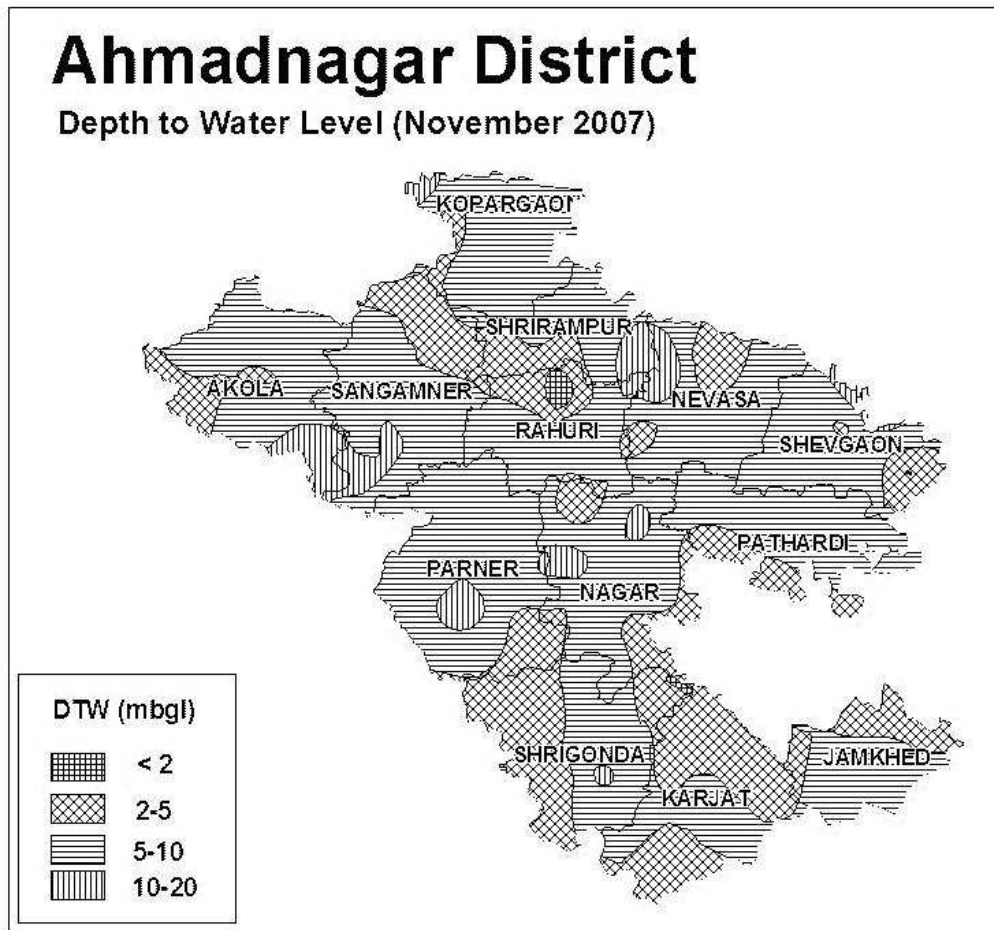 Ahmadnagar District
Depth to Water Level (November 2007)
KOPARGAON
SHRIRAMPUR
AKOLA
SANGAMNER
NEVASA
RAHURI
SHEVGAON
PATHARDI
PARNER
NAGAR
SHRIGONDA
JAMKHED
KARJAT
DTW (mbgl)
< 2
2-5
5-10
10-20